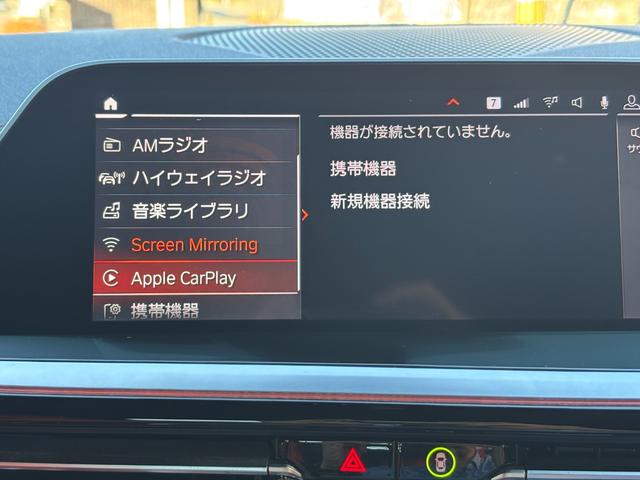 7
AMラジオ
ハイウェイラジオ
音楽ライブラリ
Screen Mirroring
Apple CarPlay
携帯機器
機器が接続されていません。
携帯機器
新規機器接続